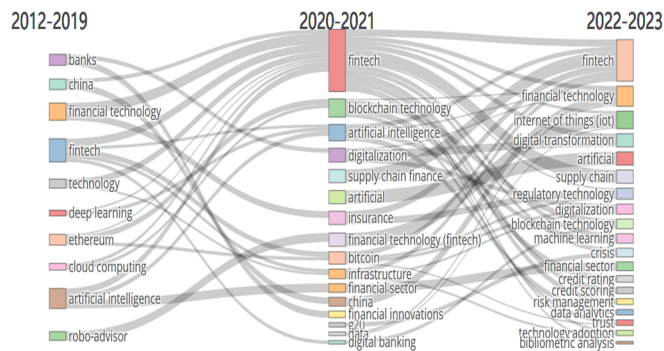 2012-2019
2020-2021
2022-2023
banks
china
financial technology
fintech
technology
deep learning
ethereum
cloud computing
artificial intelligence
robo-advisor
fintech
blockchain technology
artificial intelligence
digitalization
supply chain finance
artificial
insurance
financial technology (fintech)
bitcoin
infrastructure
financial sector
china
financial innovations
g20
data
digital banking
fintech
financial technology
internet of things (iot)
digital transformation
artificial
supply chain
regulatory technology
digitalization
blockchain technology
machine learning
crisis
financial sector
credit rating
credit scoring
risk management
data analytics
trust
technology adoption
bibliometric analysis